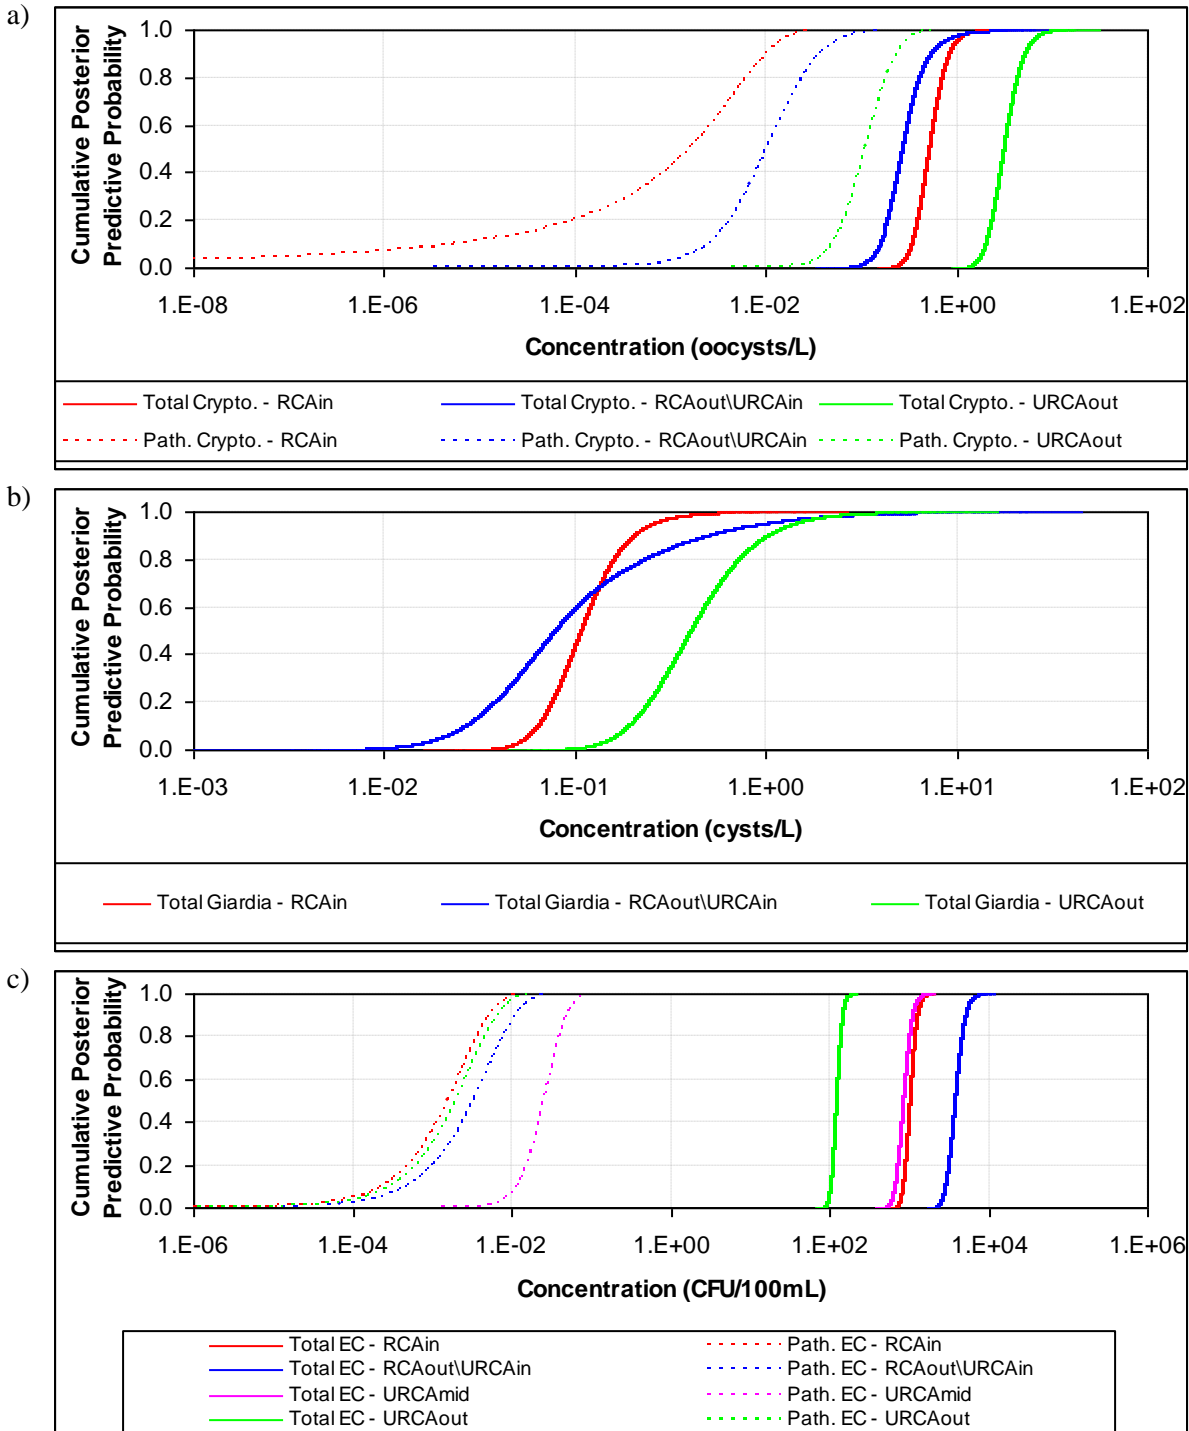 a)
Cumulative Posterior
Predictive Probability
1.0
0.8
0.6
0.4
0.2
0.0
1.E-08 1.E-06 1.E-04 1.E-02 1.E+00 1.E+02
Concentration (oocysts/L)
Total Crypto. - RCAin Total Crypto. - RCAout\URCAin Total Crypto. - URCAout
Path. Crypto. - RCAin Path. Crypto. - RCAout\URCAin Path. Crypto. - URCAout
b)
Cumulative Posterior
Predictive Probability
1.0
0.8
0.6
0.4
0.2
0.0
1.E-03 1.E-02 1.E-01 1.E+00 1.E+01 1.E+02
Concentration (cysts/L)
Total Giardia - RCAin Total Giardia - RCAout\URCAin Total Giardia - URCAout
c)
Cumulative Posterior
Predictive Probability
1.0
0.8
0.6
0.4
0.2
0.0
1.E-06 1.E-04 1.E-02 1.E+00 1.E+02 1.E+04 1.E+06
Concentration (CFU/100mL)
Total EC - RCAin Path. EC - RCAin
Total EC - RCAout\URCAin Path. EC - RCAout\URCAin
Total EC - URCAmid Path. EC - URCAmid
Total EC - URCAout Path. EC - URCAout